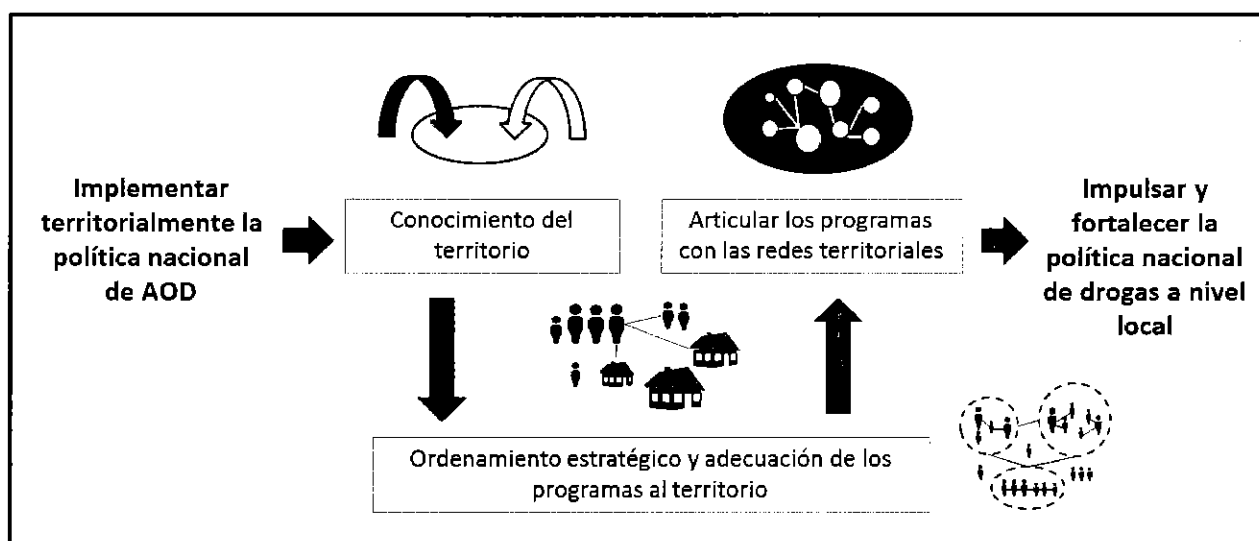 Implementar
territorialmente la
política nacional
de AOD
Conocimiento del
territorio
Articular los programas
con las redes territoriales
Impulsar y
fortalecer la
política nacional
de drogas a nivel
local
Ordenamiento estratégico y adecuación de los
programas al territorio